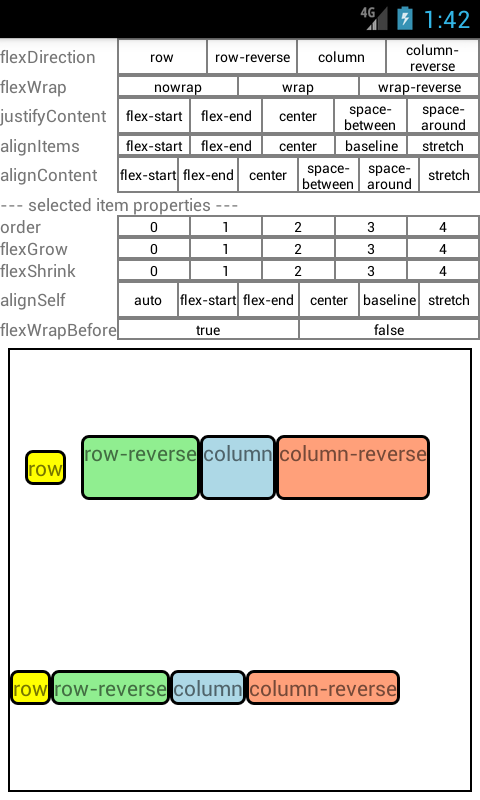 4G 1:42
flexDirection row row-reverse column column-reverse
flexWrap nowrap wrap wrap-reverse
justifyContent flex-start flex-end center space-between space-around
alignItems flex-start flex-end center baseline stretch
alignContent flex-start flex-end center space-between space-around stretch
--- selected item properties ---
order 0 1 2 3 4
flexGrow 0 1 2 3 4
flexShrink 0 1 2 3 4
alignSelf auto flex-start flex-end center baseline stretch
flexWrapBefore true false
row row-reverse column column-reverse
row row-reverse column column-reverse